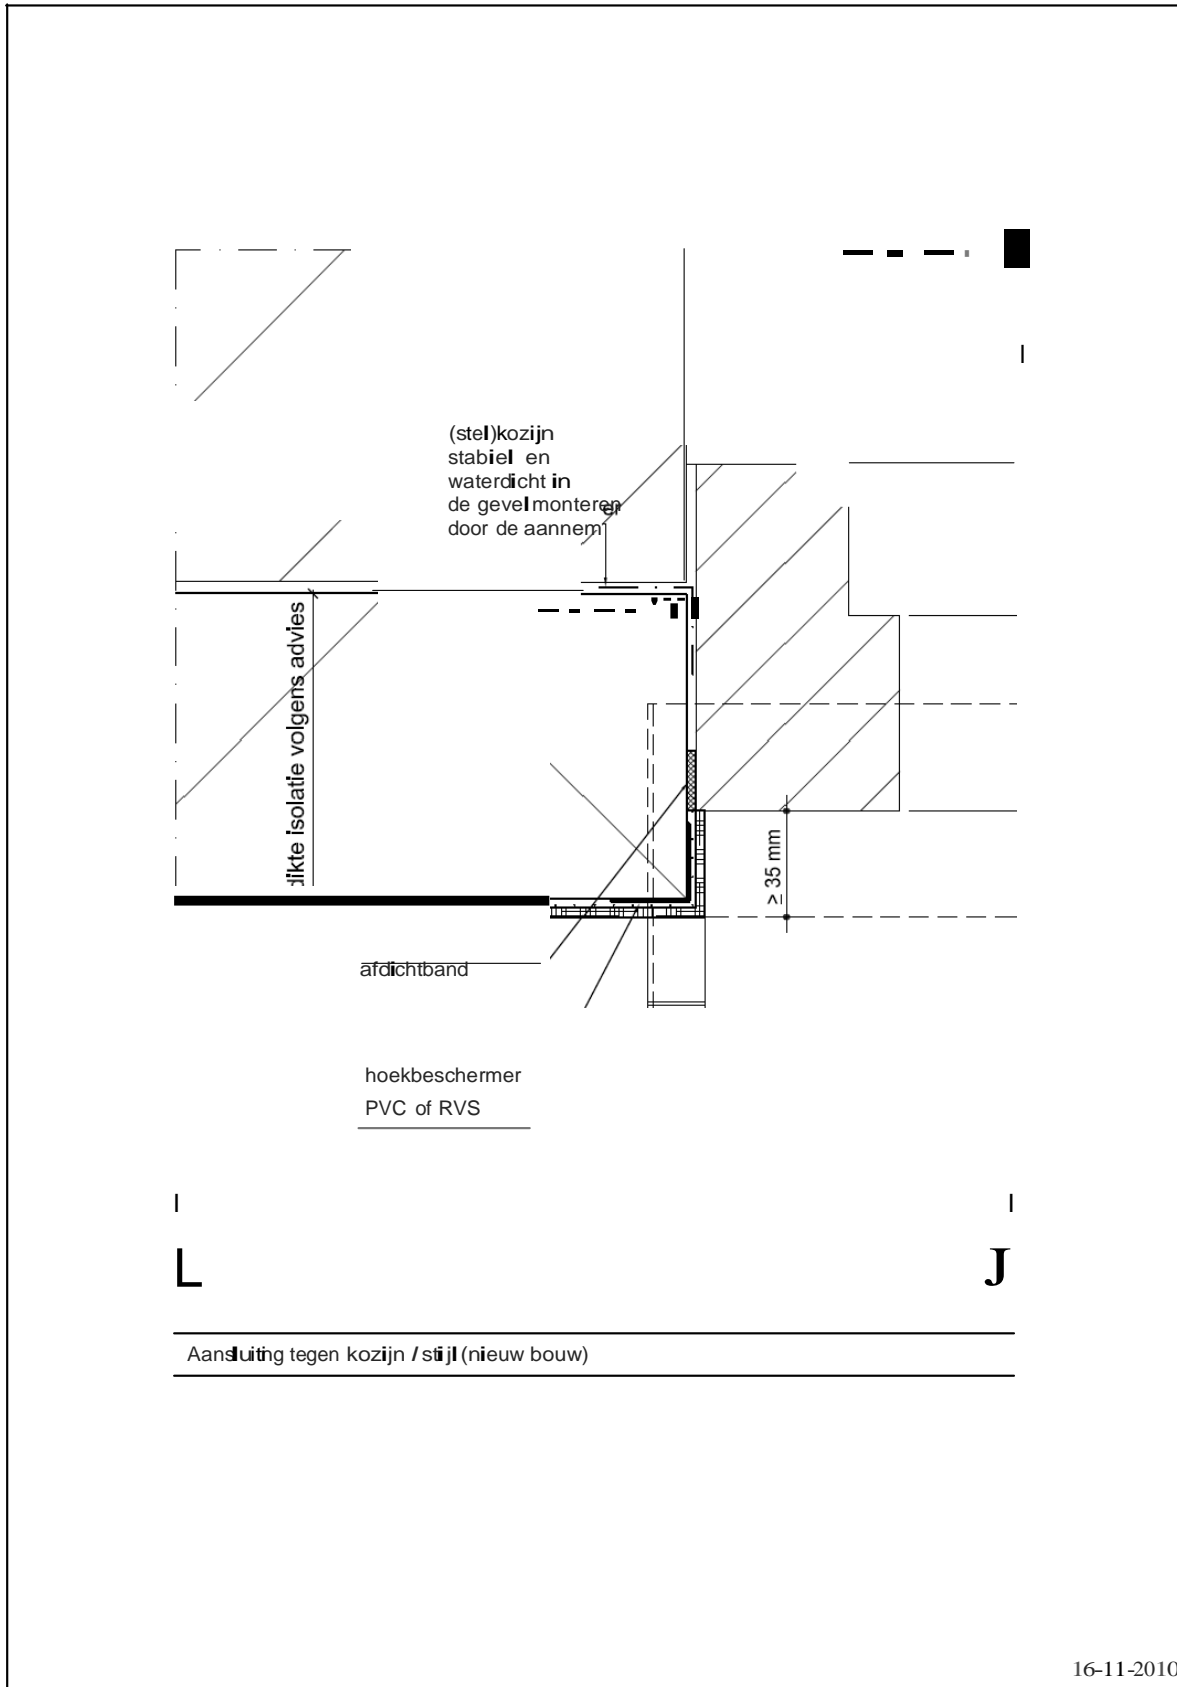 (stel)kozijn
stabiel en
waterdicht in
de gevel monteren
door de aannemer
dikte isolatie volgens advies
≥ 35 mm
afdichtband
hoekbeschermer
PVC of RVS
L J
Aansluiting tegen kozijn / stijl (nieuw bouw)
16-11-2010